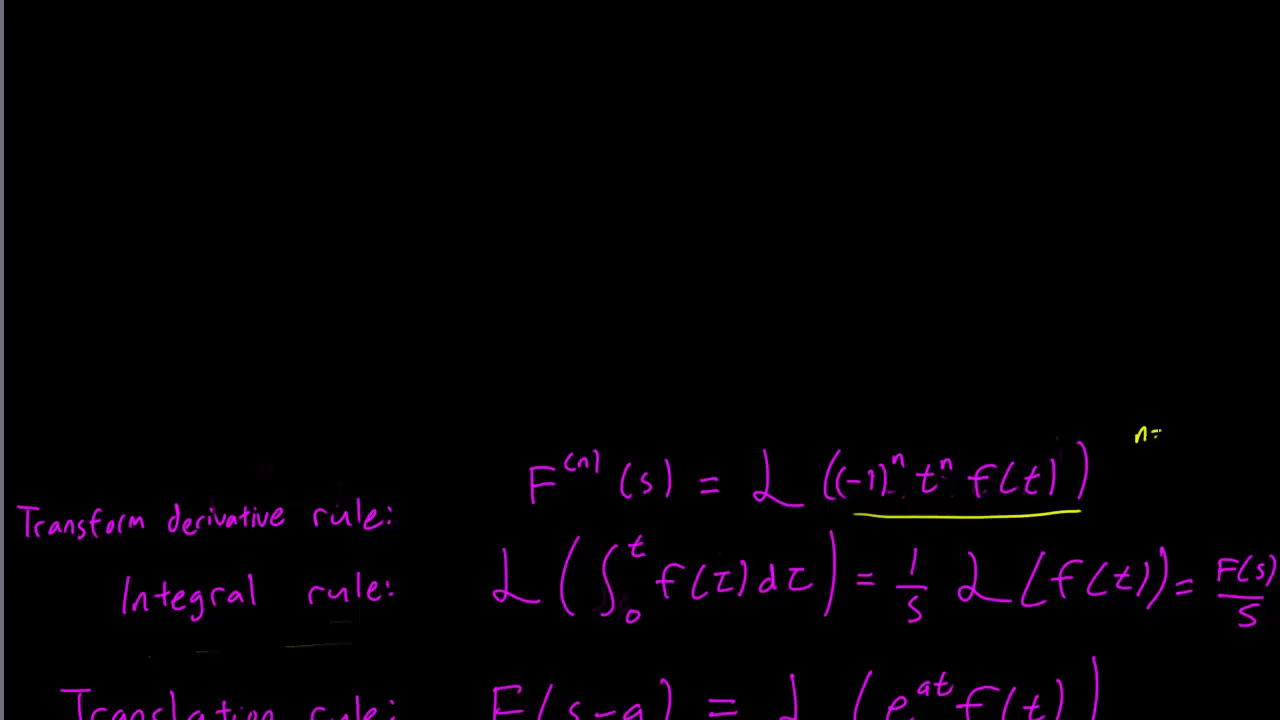 n=
F^(n) (s) = ℒ ((-1)^n t^n f(t))
Transform derivative rule:
Integral rule: ℒ (∫_0^t f(τ) dτ) = 1/s ℒ (f(t)) = F(s)/s
Translation rule: F(s-a) = ℒ (e^at f(t))